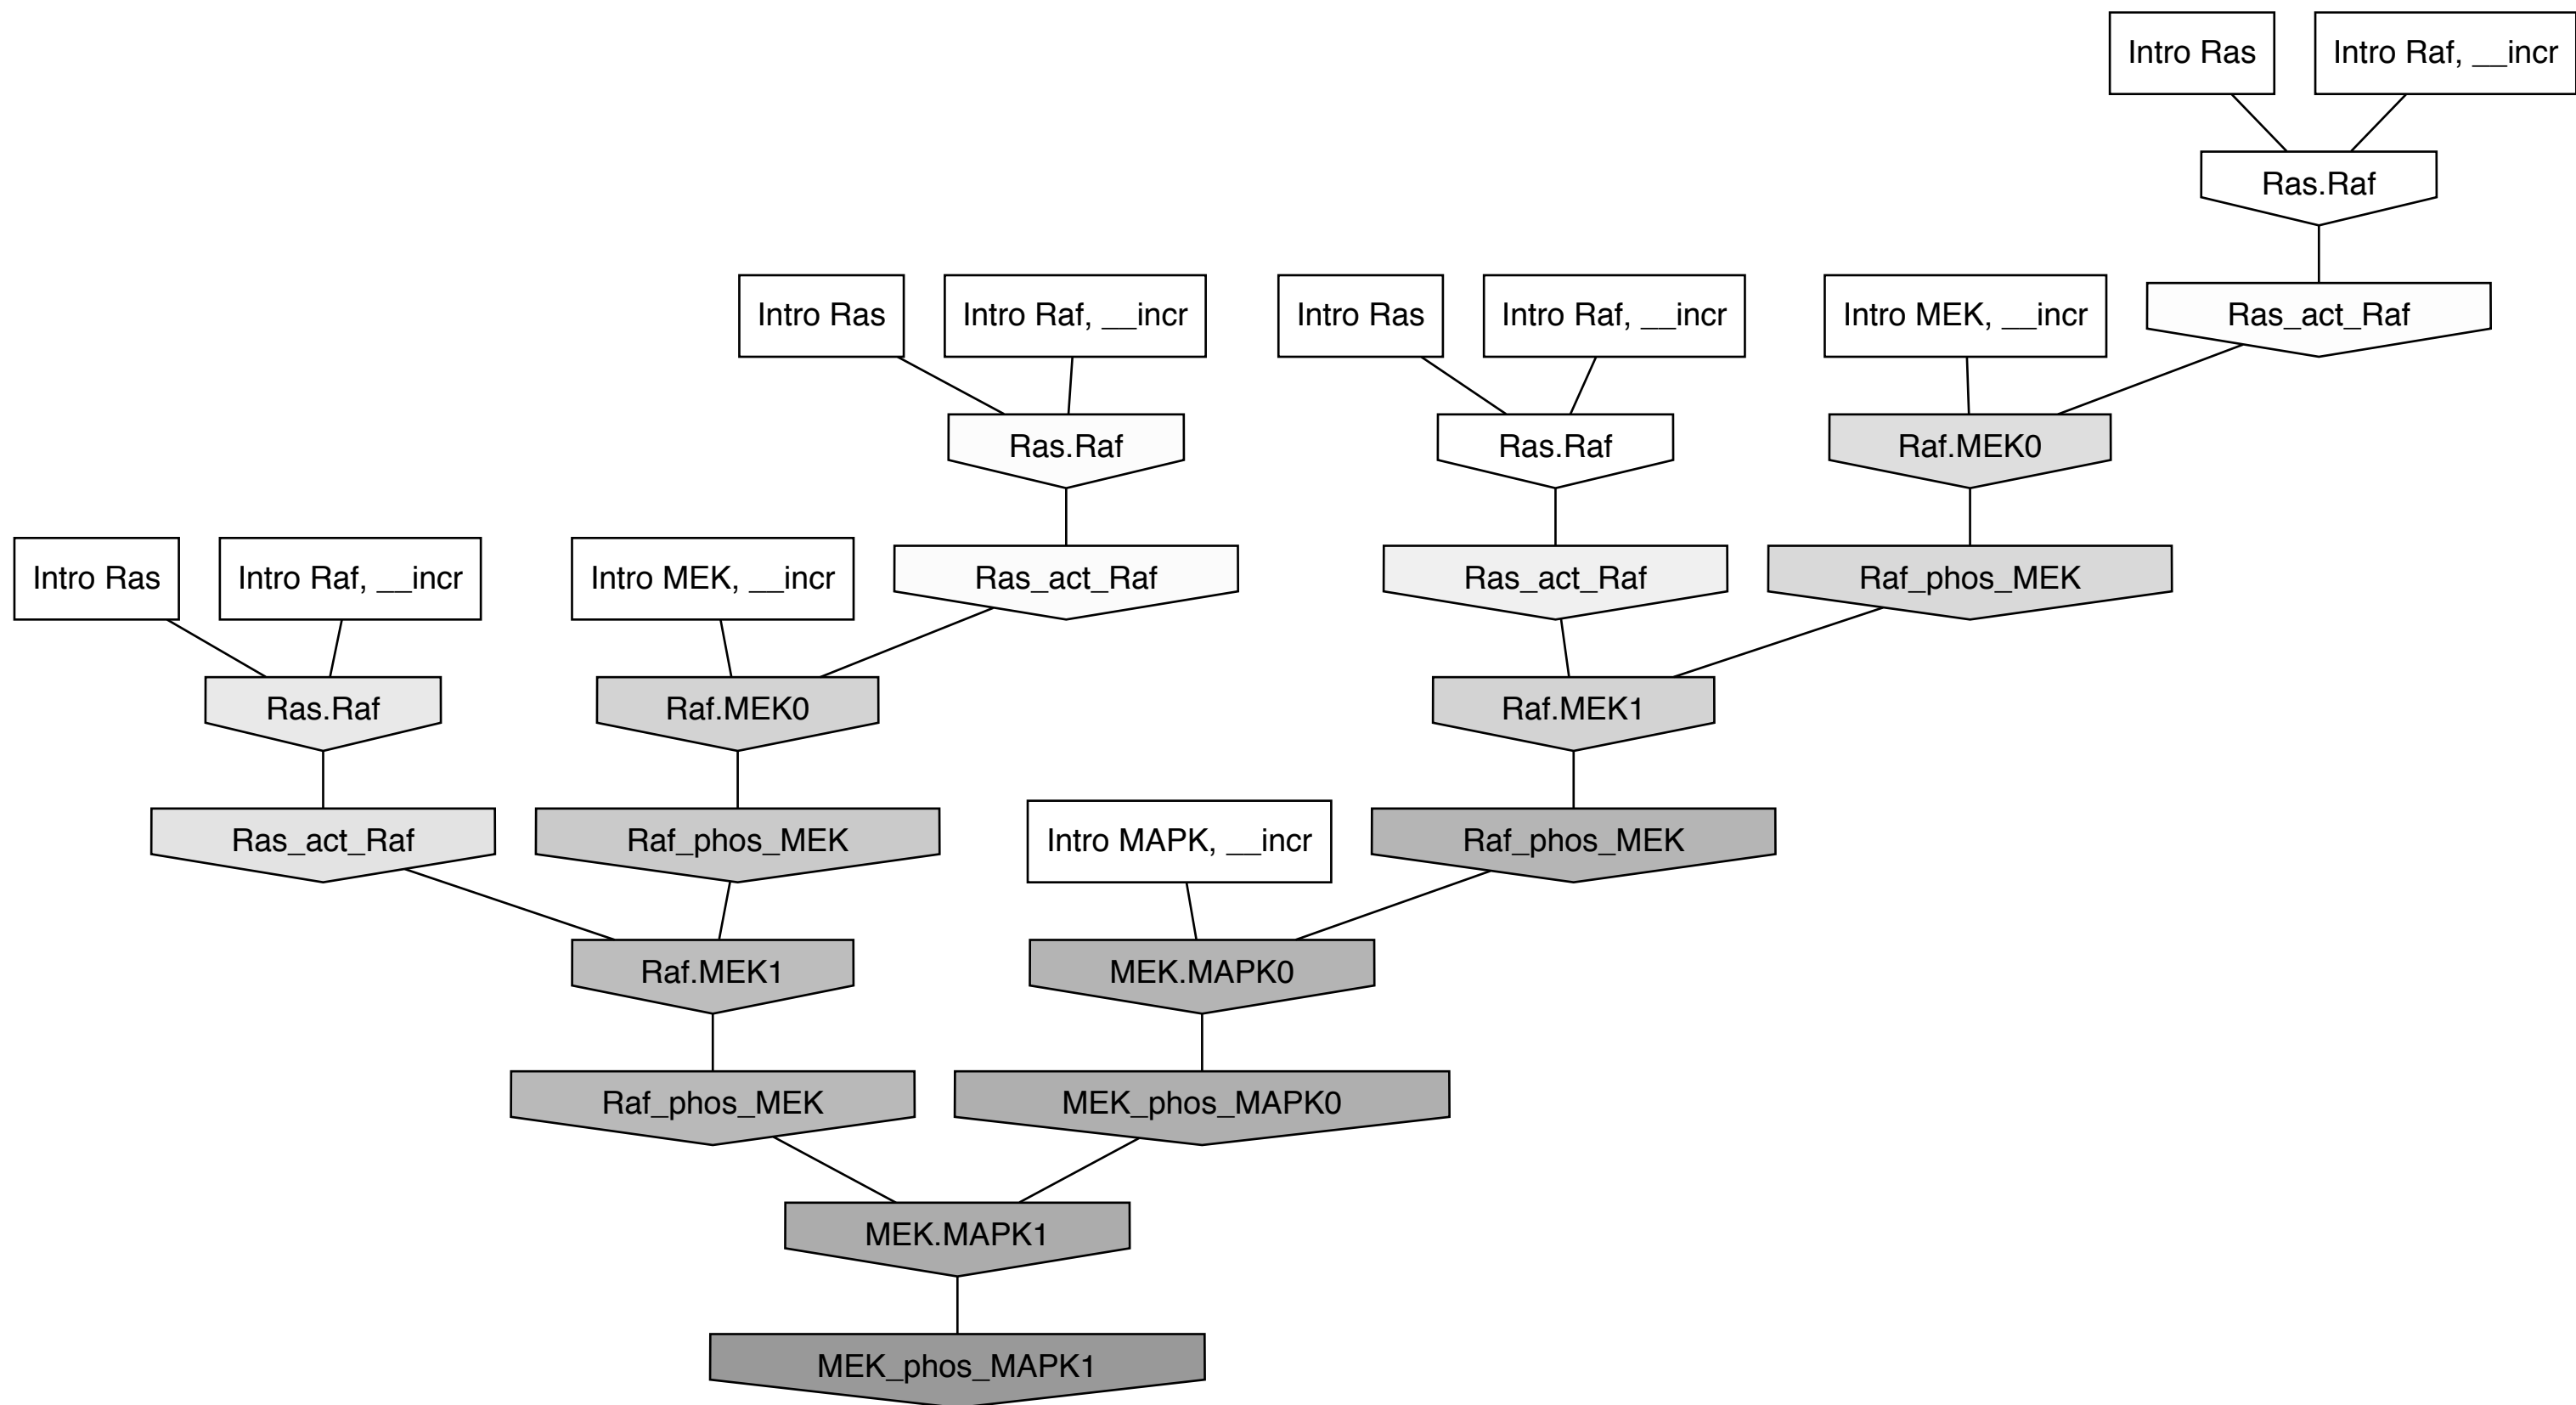 Intro Ras
Intro Raf, __incr
Ras.Raf
Intro Ras
Intro Raf, __incr
Intro Ras
Intro Raf, __incr
Intro MEK, __incr
Ras_act_Raf
Ras.Raf
Ras.Raf
Raf.MEK0
Intro Ras
Intro Raf, __incr
Intro MEK, __incr
Ras_act_Raf
Ras_act_Raf
Raf_phos_MEK
Ras.Raf
Raf.MEK0
Raf.MEK1
Ras_act_Raf
Raf_phos_MEK
Intro MAPK, __incr
Raf_phos_MEK
Raf.MEK1
MEK.MAPK0
Raf_phos_MEK
MEK_phos_MAPK0
MEK.MAPK1
MEK_phos_MAPK1